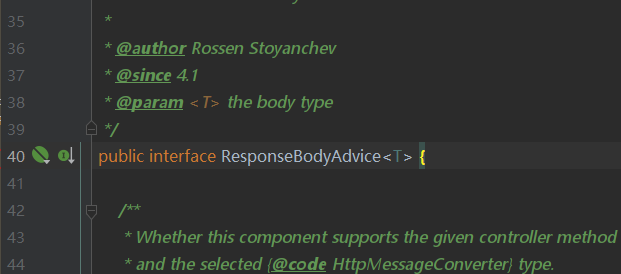 35 *
36 * @author Rossen Stoyanchev
37 * @since 4.1
38 * @param <T> the body type
39 */
40 public interface ResponseBodyAdvice<T> {
41
42 /**
43 * Whether this component supports the given controller method
44 * and the selected {@code HttpMessageConverter} type.